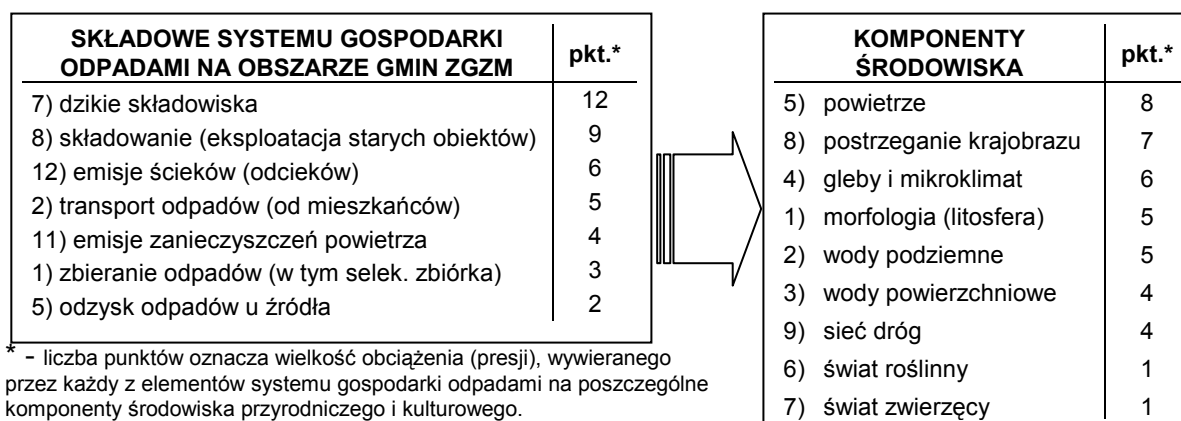 SKŁADOWE SYSTEMU GOSPODARKI
ODPADAMI NA OBSZARZE GMIN ZGZM
pkt.*
7) dzikie składowiska 12
8) składowanie (eksploatacja starych obiektów) 9
12) emisje ścieków (odcieków) 6
2) transport odpadów (od mieszkańców) 5
11) emisje zanieczyszczeń powietrza 4
1) zbieranie odpadów (w tym selek. zbiórka) 3
5) odzysk odpadów u źródła 2
* - liczba punktów oznacza wielkość obciążenia (presji), wywieranego
przez każdy z elementów systemu gospodarki odpadami na poszczególne
komponenty środowiska przyrodniczego i kulturowego.
KOMPONENTY
ŚRODOWISKA
pkt.*
5) powietrze 8
8) postrzeganie krajobrazu 7
4) gleby i mikroklimat 6
1) morfologia (litosfera) 5
2) wody podziemne 5
3) wody powierzchniowe 4
9) sieć dróg 4
6) świat roślinny 1
7) świat zwierzęcy 1